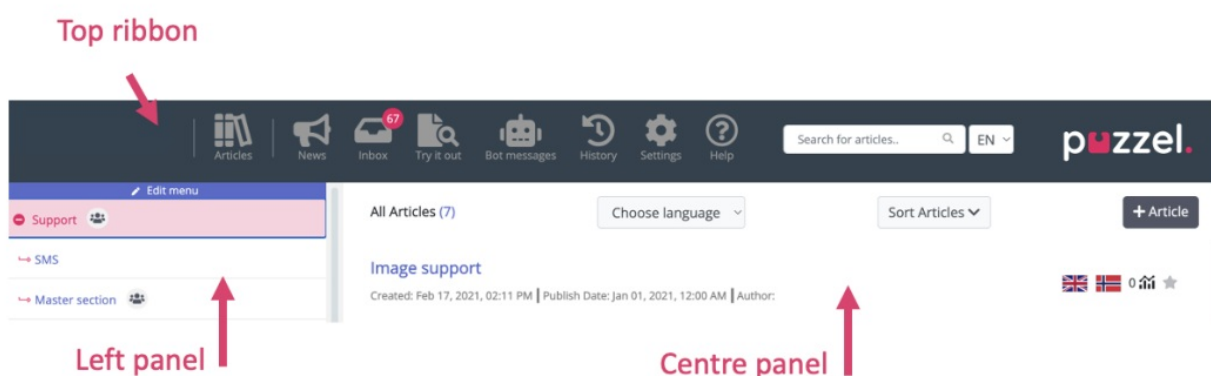 Top ribbon
67
Articles
News
Inbox
Try it out
Bot messages
History
Settings
Help
Search for articles..
EN
puzzel.
Edit menu
Support
All Articles (7)
Choose language
Sort Articles
+ Article
SMS
Image support
Master section
Created: Feb 17, 2021, 02:11 PM | Publish Date: Jan 01, 2021, 12:00 AM | Author:
0
Left panel
Centre panel